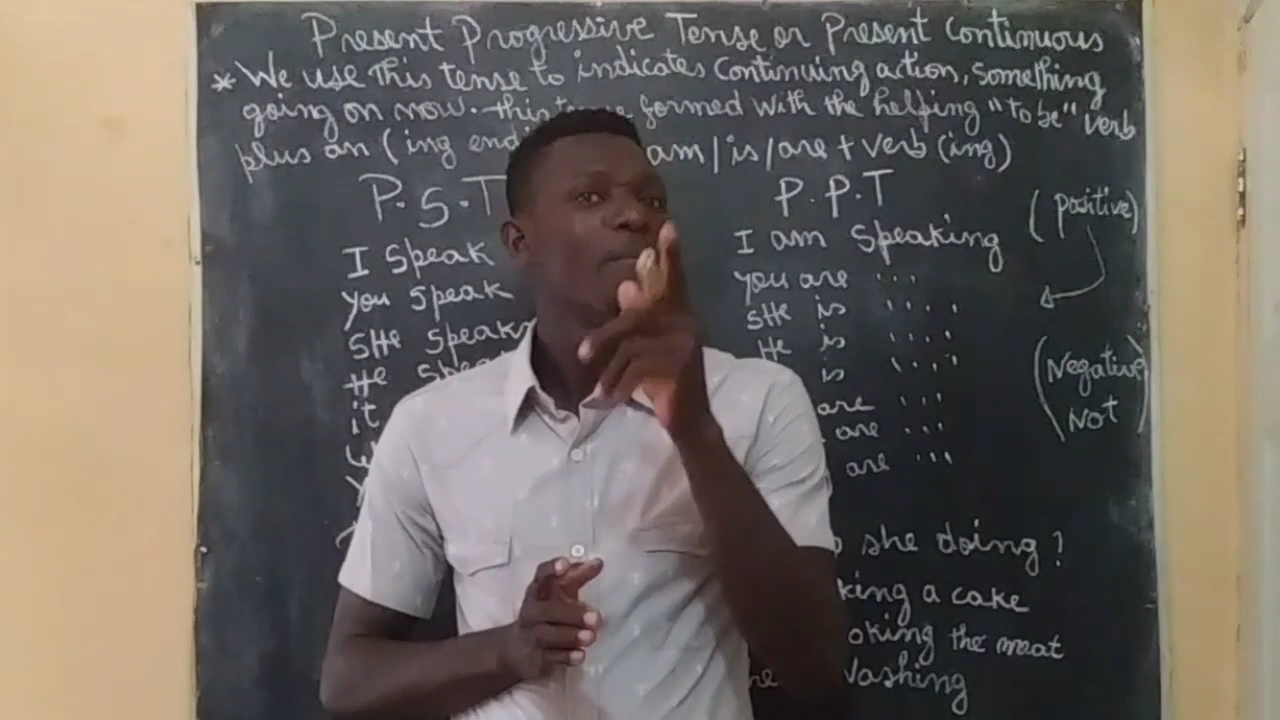 Present Progressive Tense or Present Continuous
* We use this tense to indicates Continuing action, something
going on now. this formed with the helping "to be" verb
plus an (ing am/is/are + verb (ing)
P.S.T
P.P.T
(positive)
I Speak
I am Speaking
you Speak
you are ...
SHe speaks
SHe is ....
He
He is ....
it
is ....
are ...
are ...
are ...
(Negative
Not)
she doing?
king a cake
oking the meat
washing